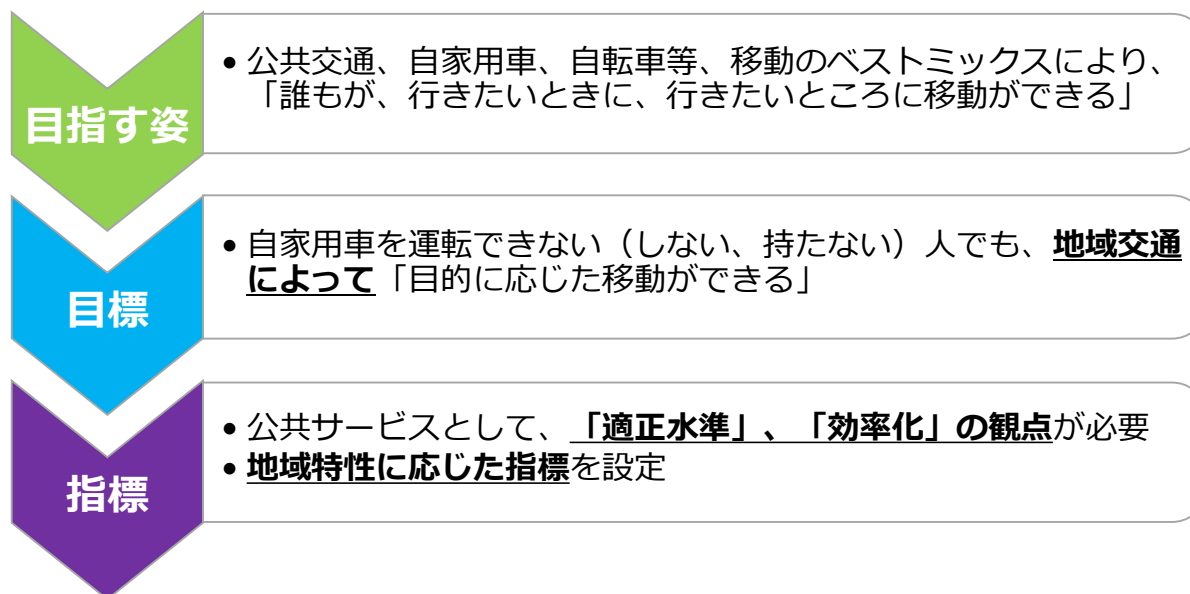 目指す姿
• 公共交通、自家用車、自転車等、移動のベストミックスにより、
「誰もが、行きたいときに、行きたいところに移動ができる」
目標
• 自家用車を運転できない（しない、持たない）人でも、地域交通
によって「目的に応じた移動ができる」
指標
• 公共サービスとして、「適正水準」、「効率化」の観点が必要
• 地域特性に応じた指標を設定